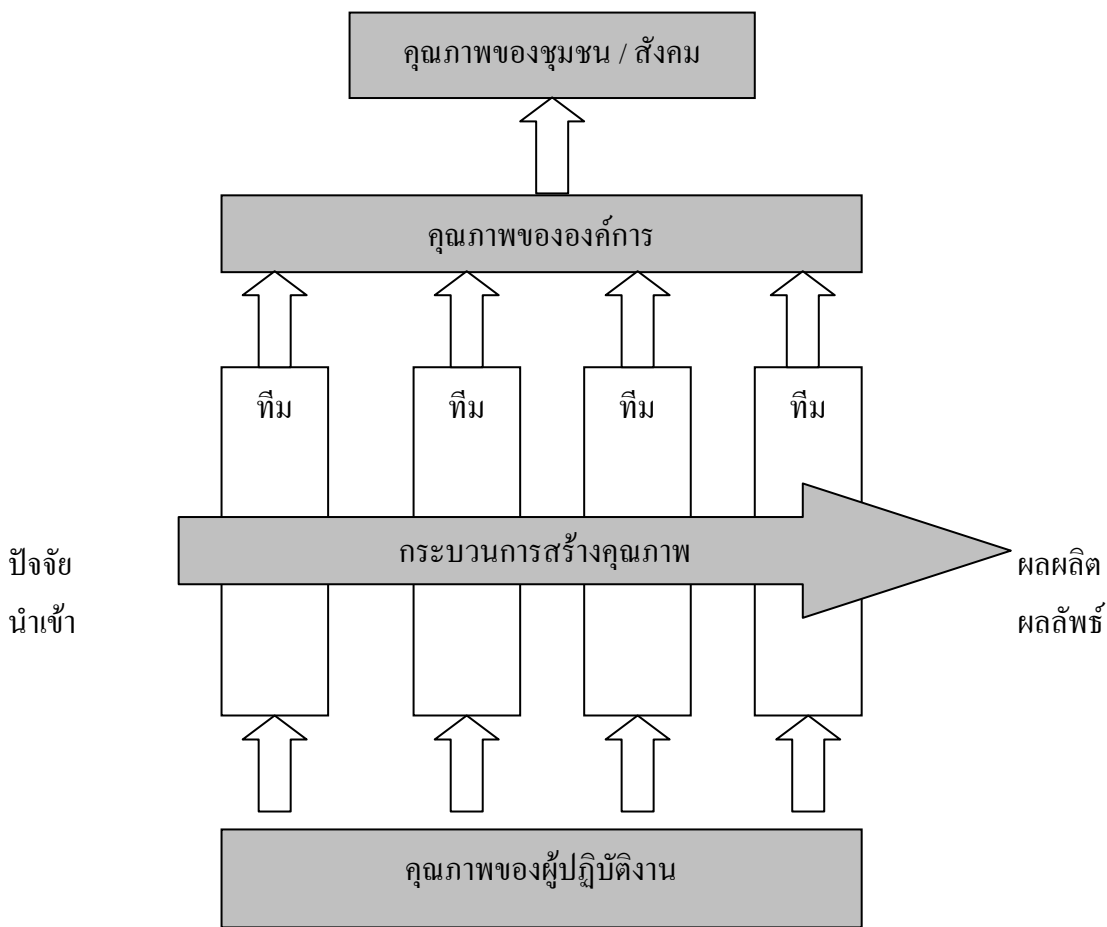 คุณภาพของชุมชน / สังคม
คุณภาพขององค์การ
ทีม ทีม ทีม ทีม
กระบวนการสร้างคุณภาพ
ปัจจัย
นำเข้า
ผลผลิต
ผลลัพธ์
คุณภาพของผู้ปฏิบัติงาน